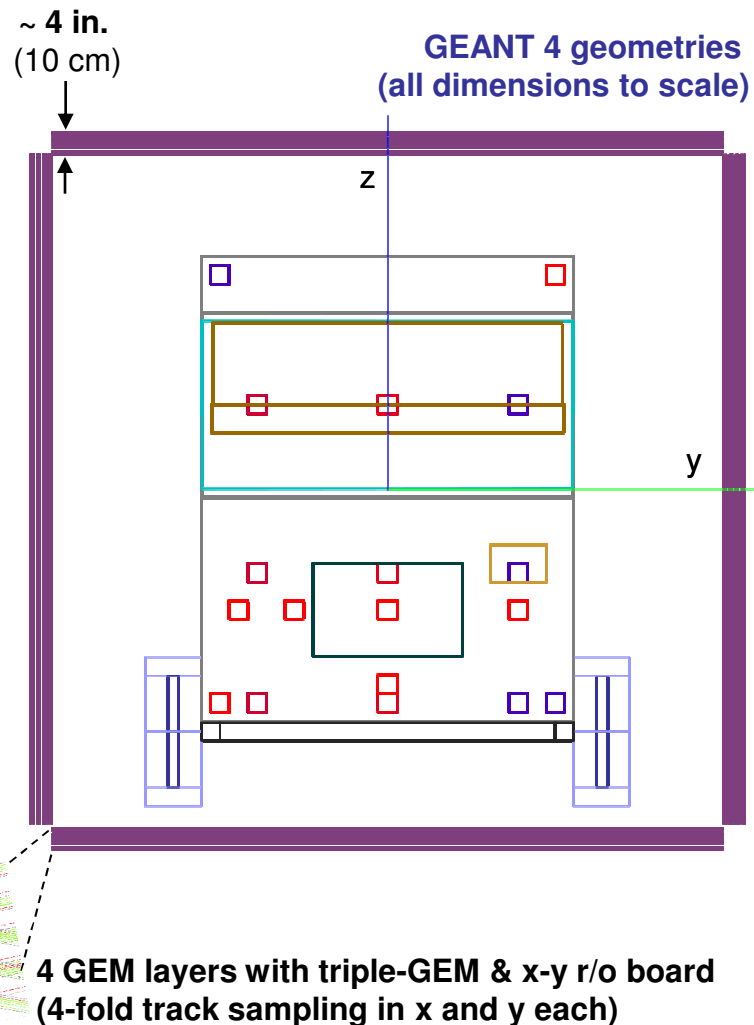 ~ 4 in.
(10 cm)
GEANT 4 geometries
(all dimensions to scale)
z
y
4 GEM layers with triple-GEM & x-y r/o board
(4-fold track sampling in x and y each)